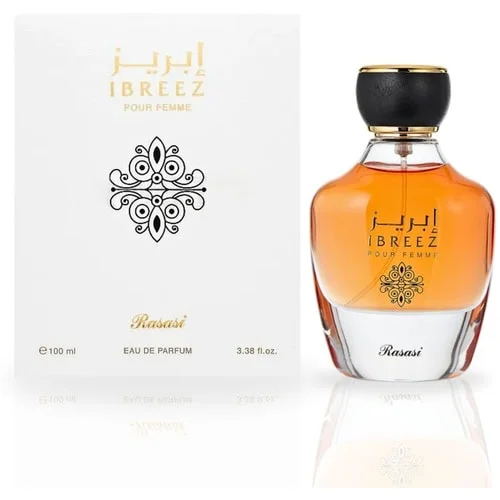 إبريز
IBREEZ
POUR FEMME
Rasasi
℮ 100 ml
EAU DE PARFUM
3.38 fl.oz.
إبريز
IBREEZ
POUR FEMME
Rasasi